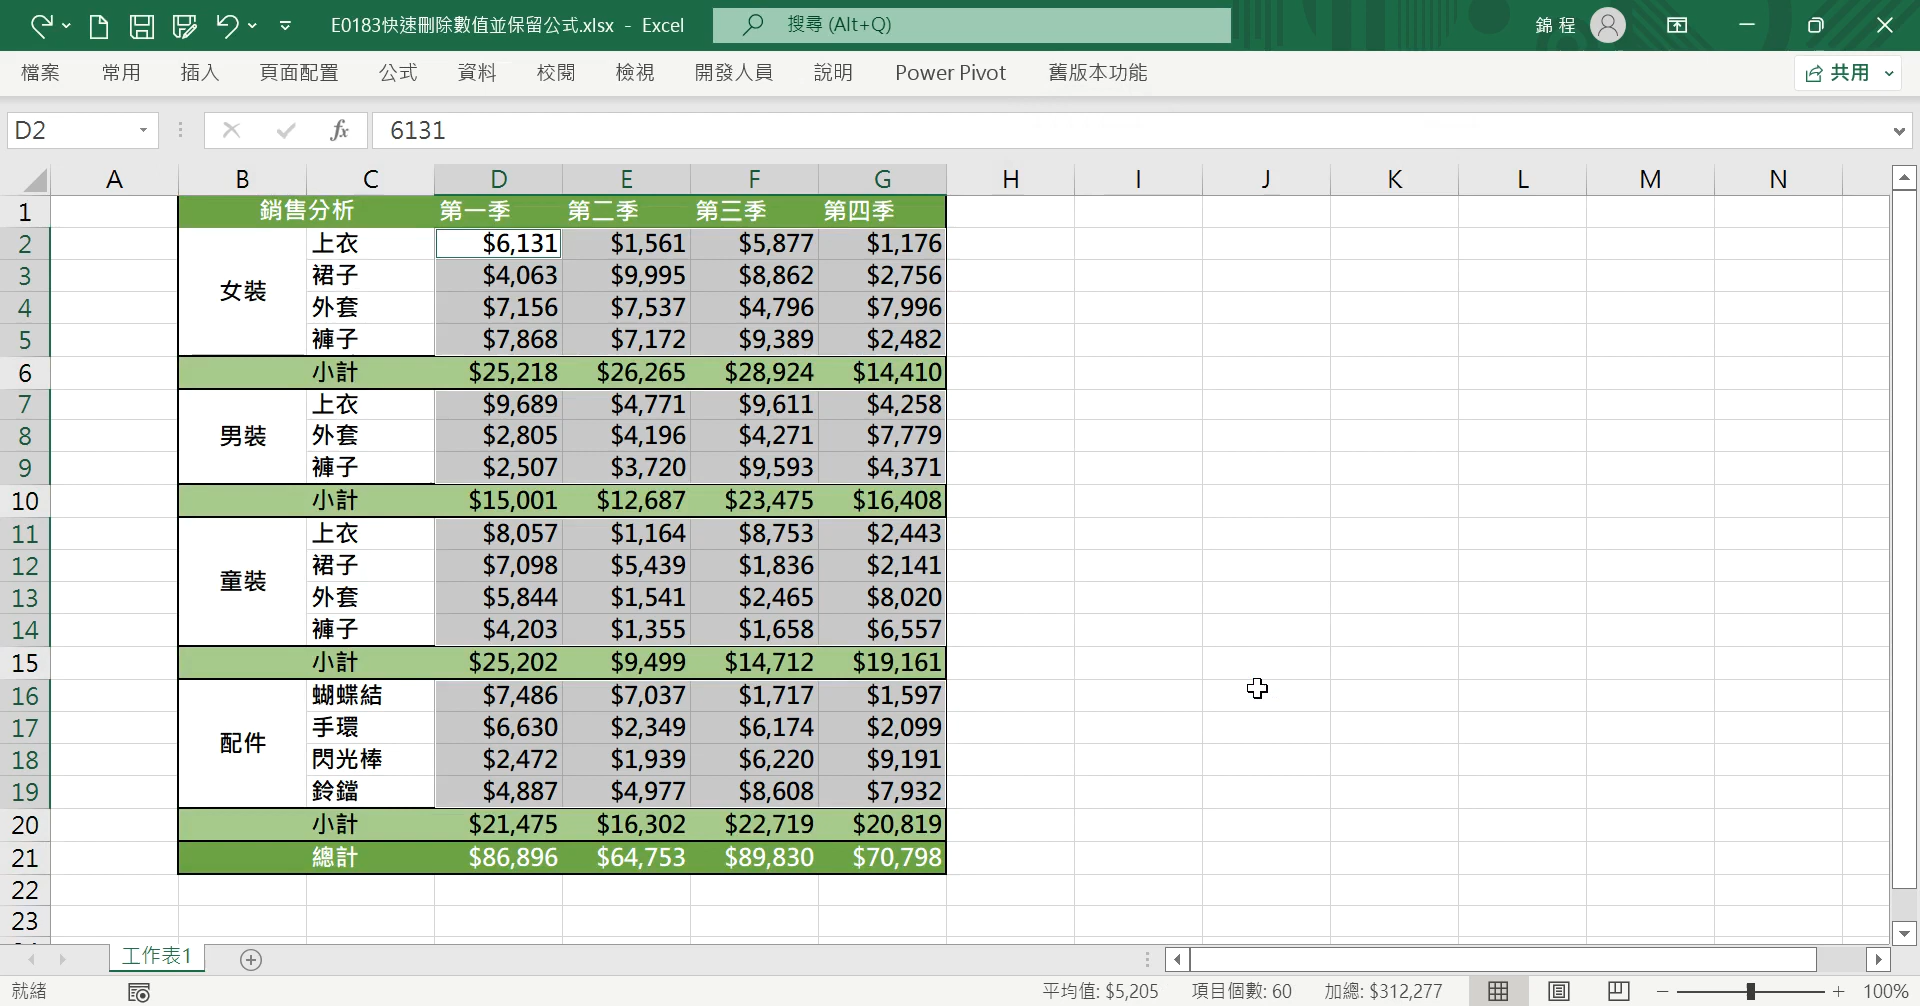 E0183快速刪除數值並保留公式.xlsx - Excel
搜尋 (Alt+Q)
錦 程
檔案 常用 插入 頁面配置 公式 資料 校閱 檢視 開發人員 說明 Power Pivot 舊版本功能 共用
D2 fx 6131
A B C D E F G H I J K L M N
1 銷售分析 第一季 第二季 第三季 第四季
2 上衣 $6,131 $1,561 $5,877 $1,176
3 裙子 $4,063 $9,995 $8,862 $2,756
女裝
4 外套 $7,156 $7,537 $4,796 $7,996
5 褲子 $7,868 $7,172 $9,389 $2,482
6 小計 $25,218 $26,265 $28,924 $14,410
7 上衣 $9,689 $4,771 $9,611 $4,258
8 男裝 外套 $2,805 $4,196 $4,271 $7,779
9 褲子 $2,507 $3,720 $9,593 $4,371
10 小計 $15,001 $12,687 $23,475 $16,408
11 上衣 $8,057 $1,164 $8,753 $2,443
12 裙子 $7,098 $5,439 $1,836 $2,141
童裝
13 外套 $5,844 $1,541 $2,465 $8,020
14 褲子 $4,203 $1,355 $1,658 $6,557
15 小計 $25,202 $9,499 $14,712 $19,161
16 蝴蝶結 $7,486 $7,037 $1,717 $1,597
17 手環 $6,630 $2,349 $6,174 $2,099
配件
18 閃光棒 $2,472 $1,939 $6,220 $9,191
19 鈴鐺 $4,887 $4,977 $8,608 $7,932
20 小計 $21,475 $16,302 $22,719 $20,819
21 總計 $86,896 $64,753 $89,830 $70,798
22
23
工作表1
就緒 平均值: $5,205 項目個數: 60 加總: $312,277 100%